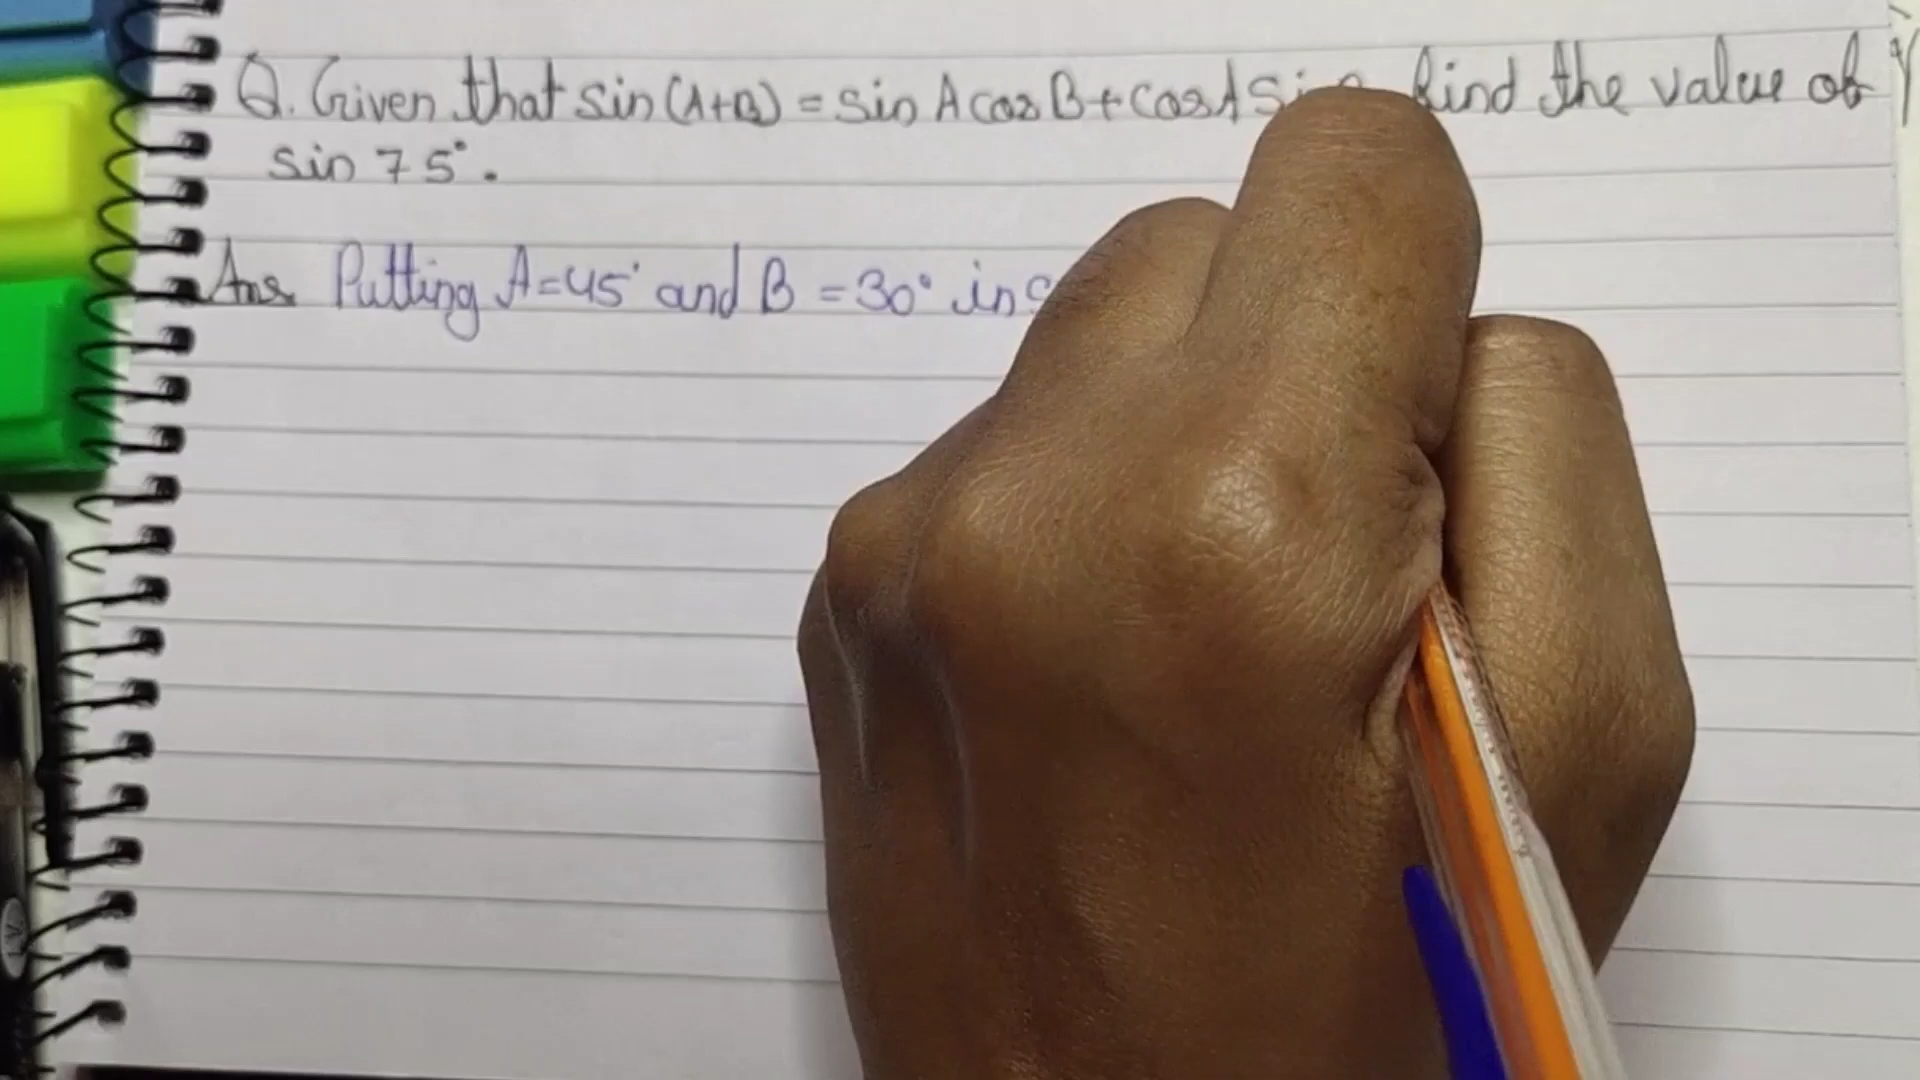 Q. Given that sin(A+B) = sin A cos B + cos A find the value of
sin 75°.
Ans Putting A=45° and B = 30° in